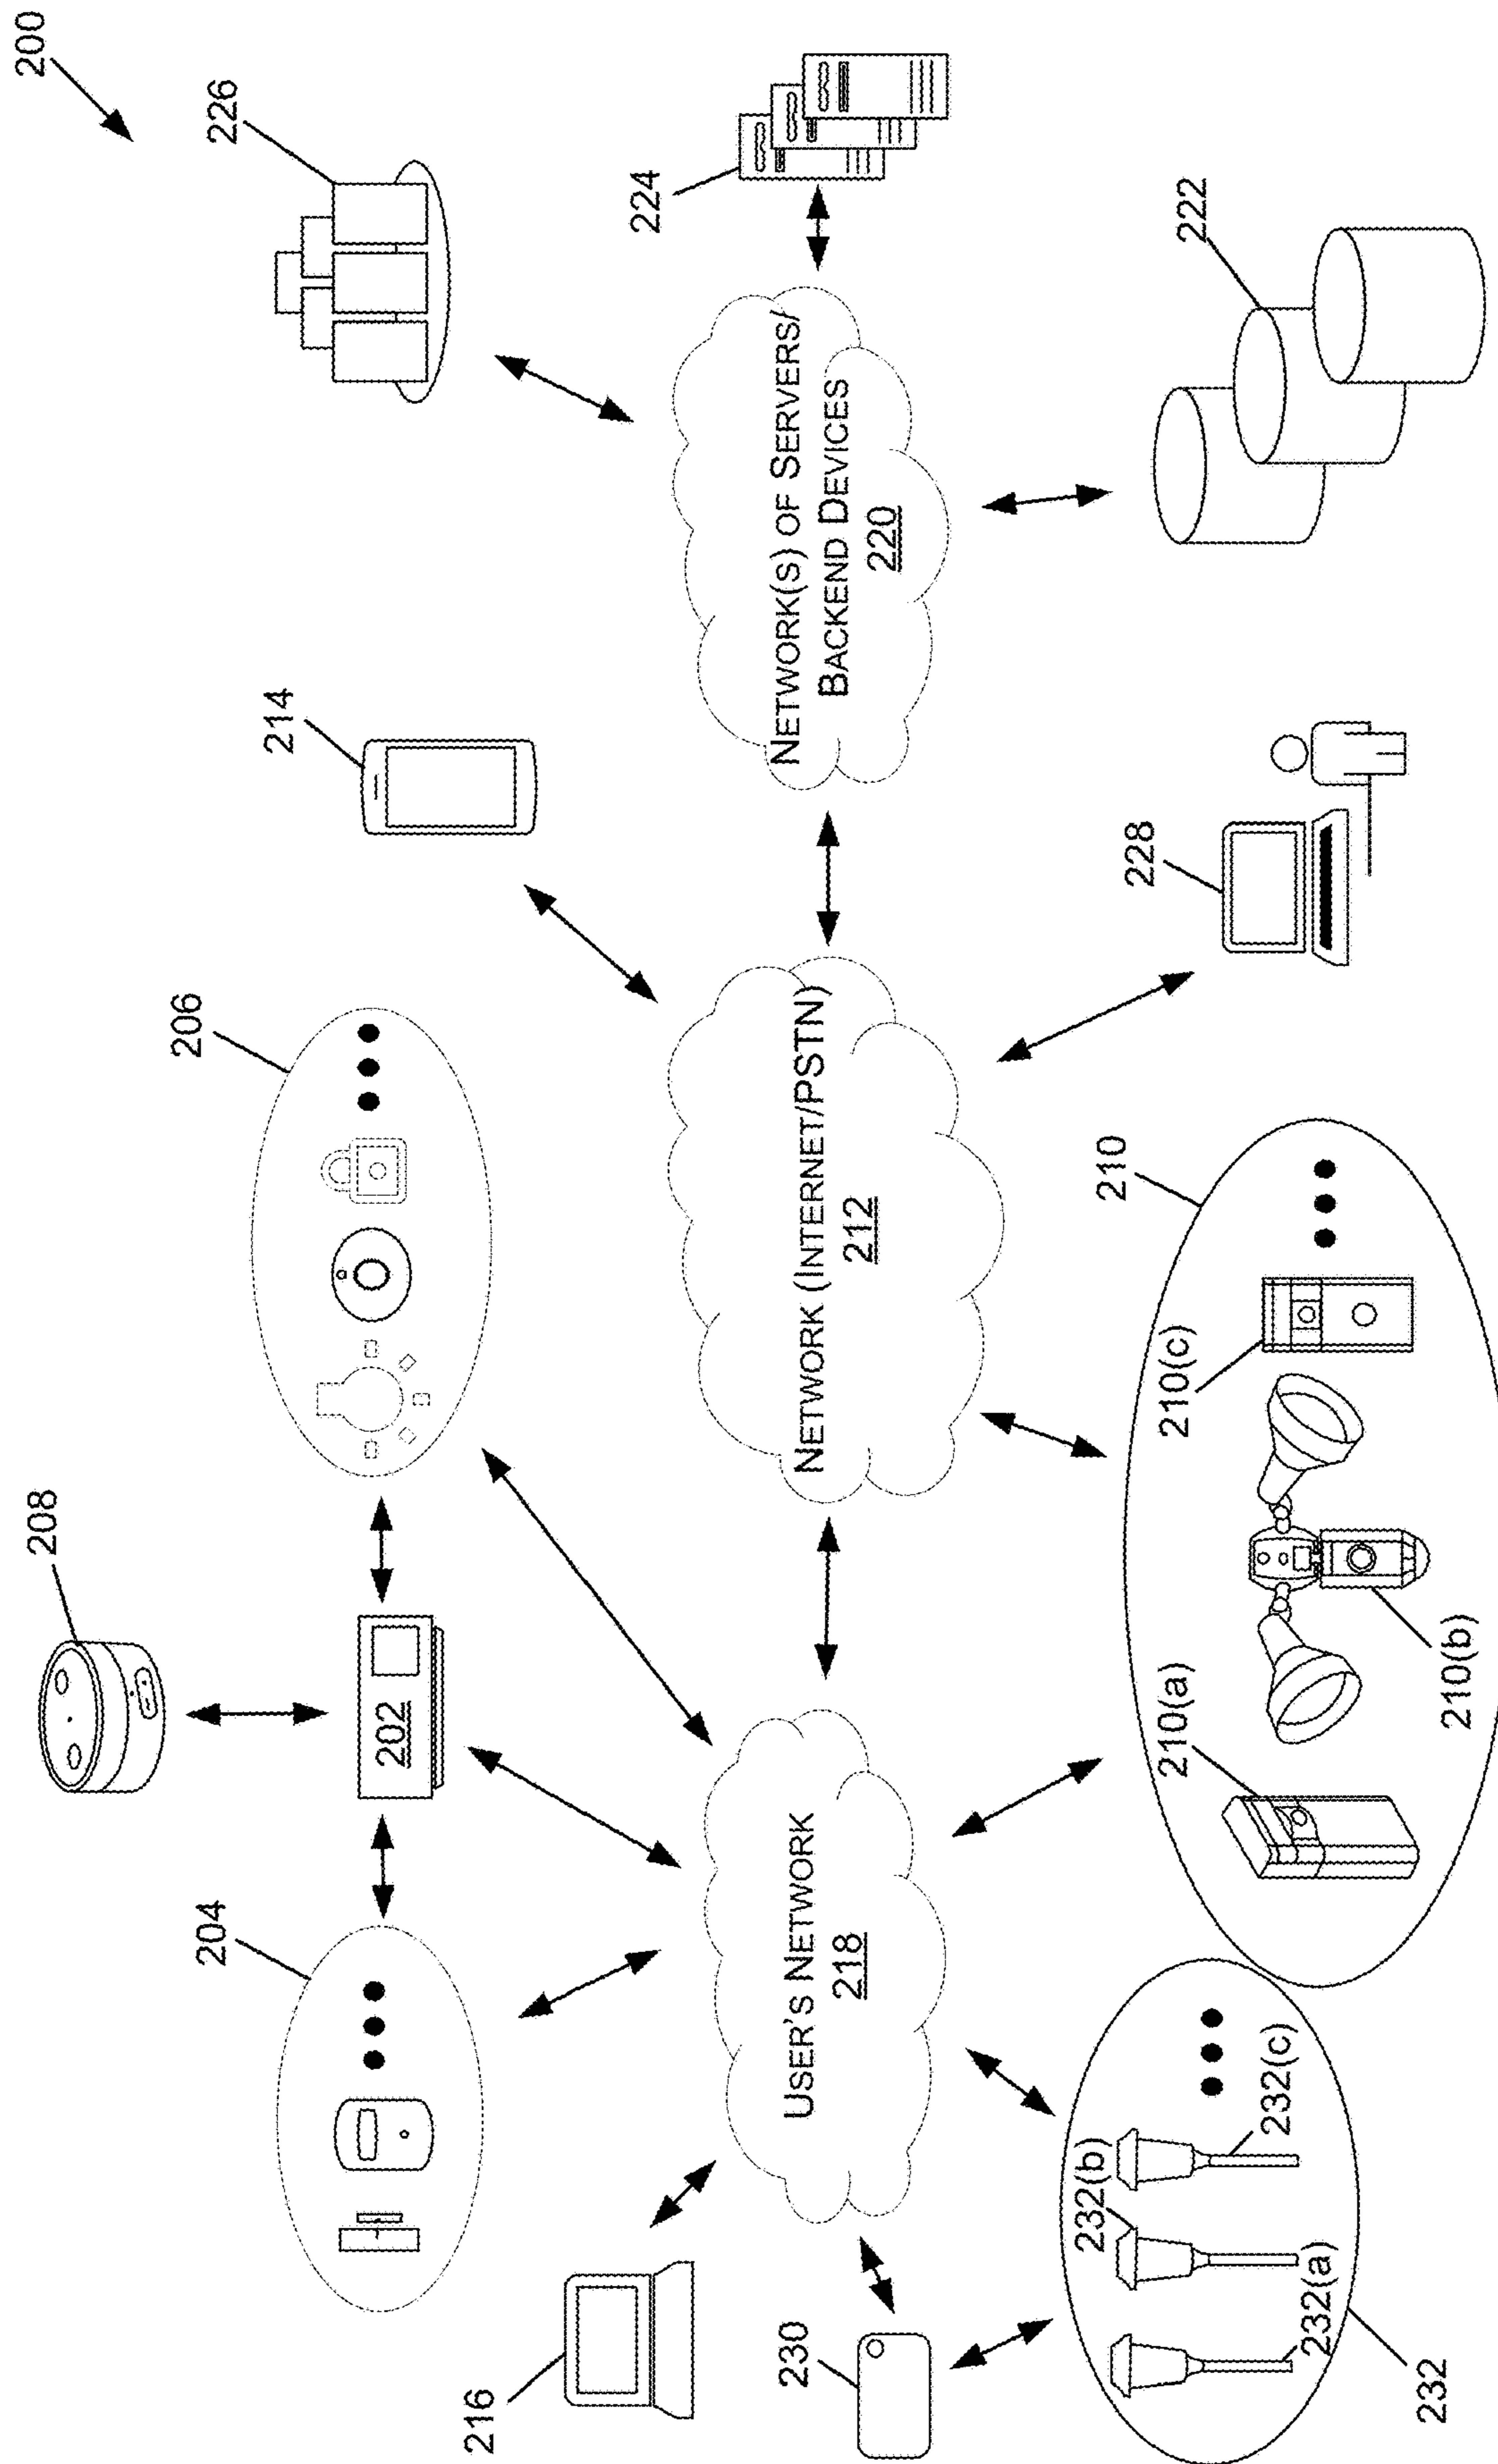 200
208
204
206
214
226
202
216
USER'S NETWORK
218
NETWORK (INTERNET/PSTN)
212
NETWORK(S) OF SERVERS/
BACKEND DEVICES
220
224
230
232(b)
232(c)
232(a)
232
210(a)
210(b)
210(c)
210
228
222